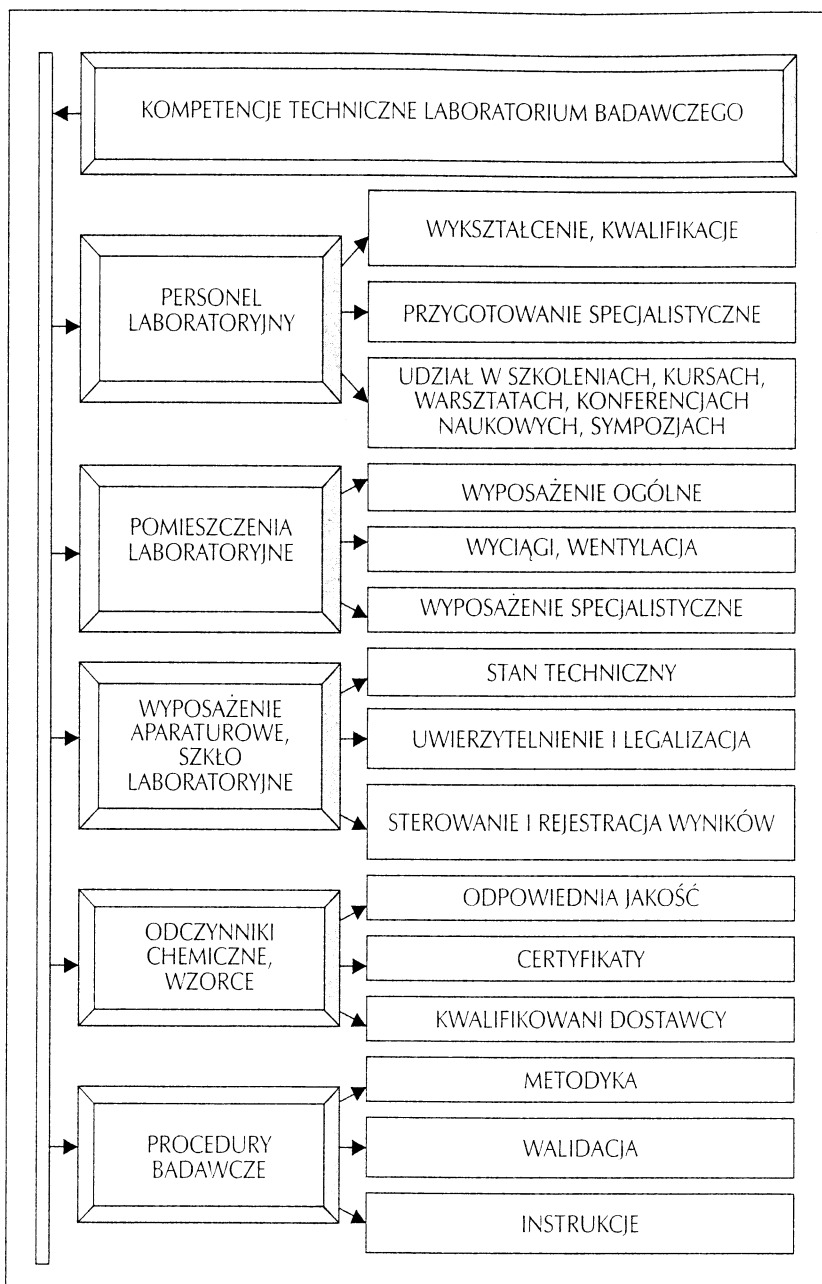 KOMPETENCJE TECHNICZNE LABORATORIUM BADAWCZEGO
PERSONEL
LABORATORYJNY
WYKSZTAŁCENIE, KWALIFIKACJE
PRZYGOTOWANIE SPECJALISTYCZNE
UDZIAŁ W SZKOLENIACH, KURSACH,
WARSZTATACH, KONFERENCJACH
NAUKOWYCH, SYMPOZJACH
POMIESZCZENIA
LABORATORYJNE
WYPOSAŻENIE OGÓLNE
WYCIĄGI, WENTYLACJA
WYPOSAŻENIE SPECJALISTYCZNE
WYPOSAŻENIE
APARATUROWE,
SZKŁO
LABORATORYJNE
STAN TECHNICZNY
UWIERZYTELNIENIE I LEGALIZACJA
STEROWANIE I REJESTRACJA WYNIKÓW
ODCZYNNIKI
CHEMICZNE,
WZORCE
ODPOWIEDNIA JAKOŚĆ
CERTYFIKATY
KWALIFIKOWANI DOSTAWCY
PROCEDURY
BADAWCZE
METODYKA
WALIDACJA
INSTRUKCJE